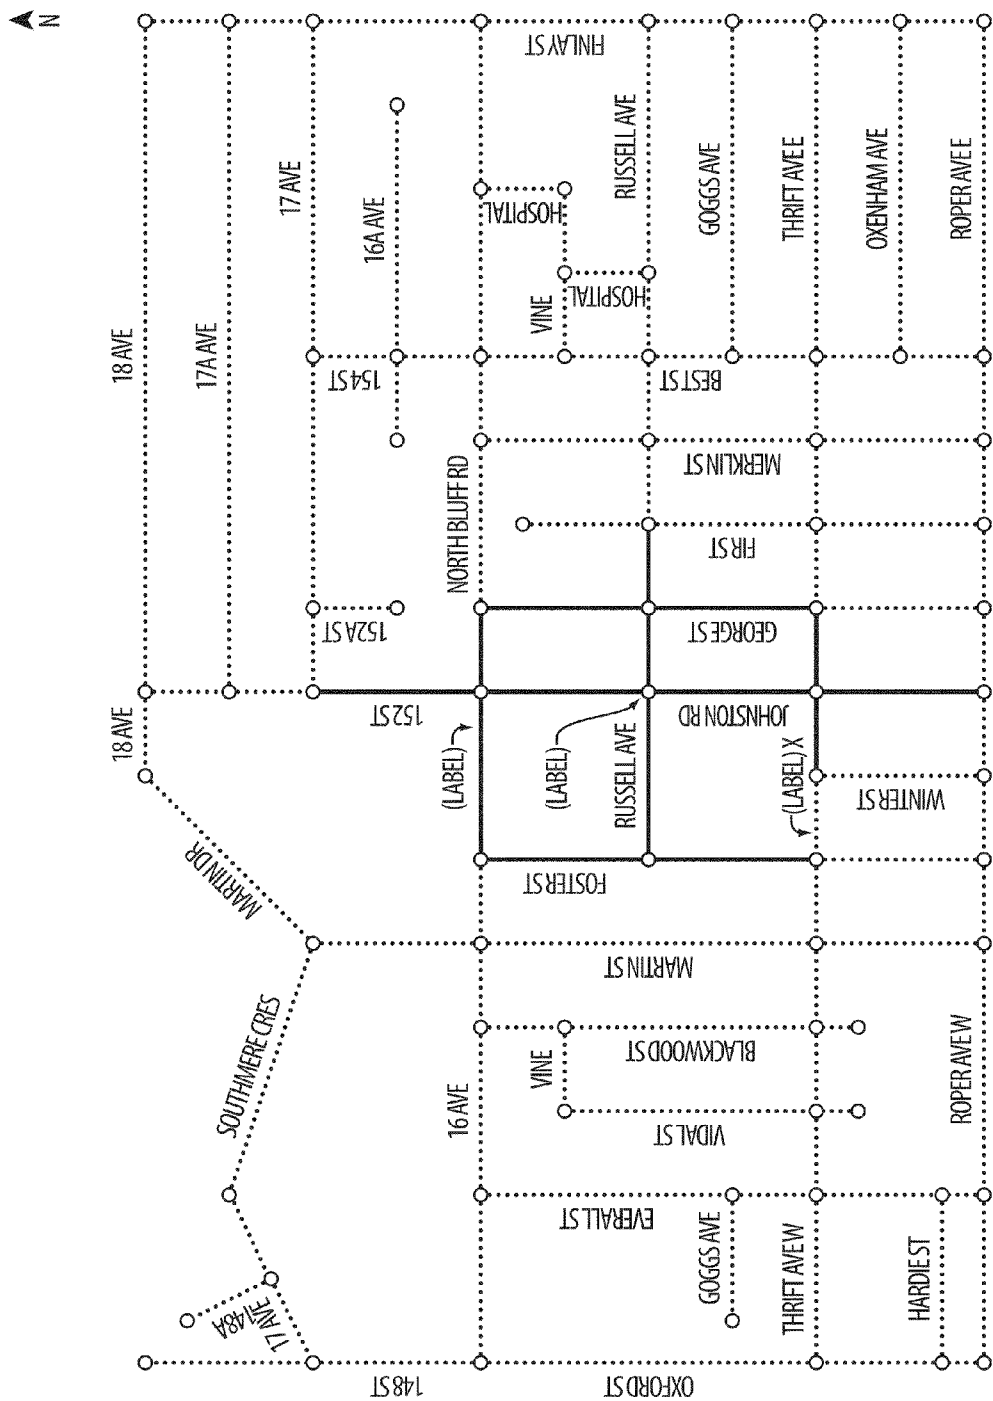 N
18 AVE
18 AVE
17A AVE
17 AVE
16A AVE
154 ST
152A ST
152 ST
MARTIN DR
SOUTHMERE CRES
148A
17 AVE
148 ST
NORTH BLUFF RD
16 AVE
(LABEL)
(LABEL)
(LABEL) X
FINLAY ST
HOSPITAL
HOSPITAL
VINE
VINE
RUSSELL AVE
RUSSELL AVE
BEST ST
MERKLIN ST
FIRST
GEORGE ST
JOHNSTON RD
FOSTER ST
MARTIN ST
BLACKWOOD ST
VIDAL ST
EVERALL ST
OXFORD ST
GOGGS AVE
GOGGS AVE
THRIFT AVE E
THRIFT AVE W
WINTER ST
OXENHAM AVE
HARDIE ST
ROPER AVE E
ROPER AVE W